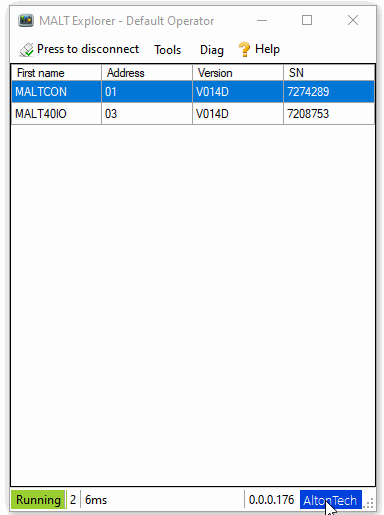 MALT Explorer - Default Operator
Press to disconnect Tools Diag Help
First name Address Version SN
MALTCON 01 V014D 7274289
MALT40IO 03 V014D 7208753
Running 2 6ms 0.0.0.176 AltonTech